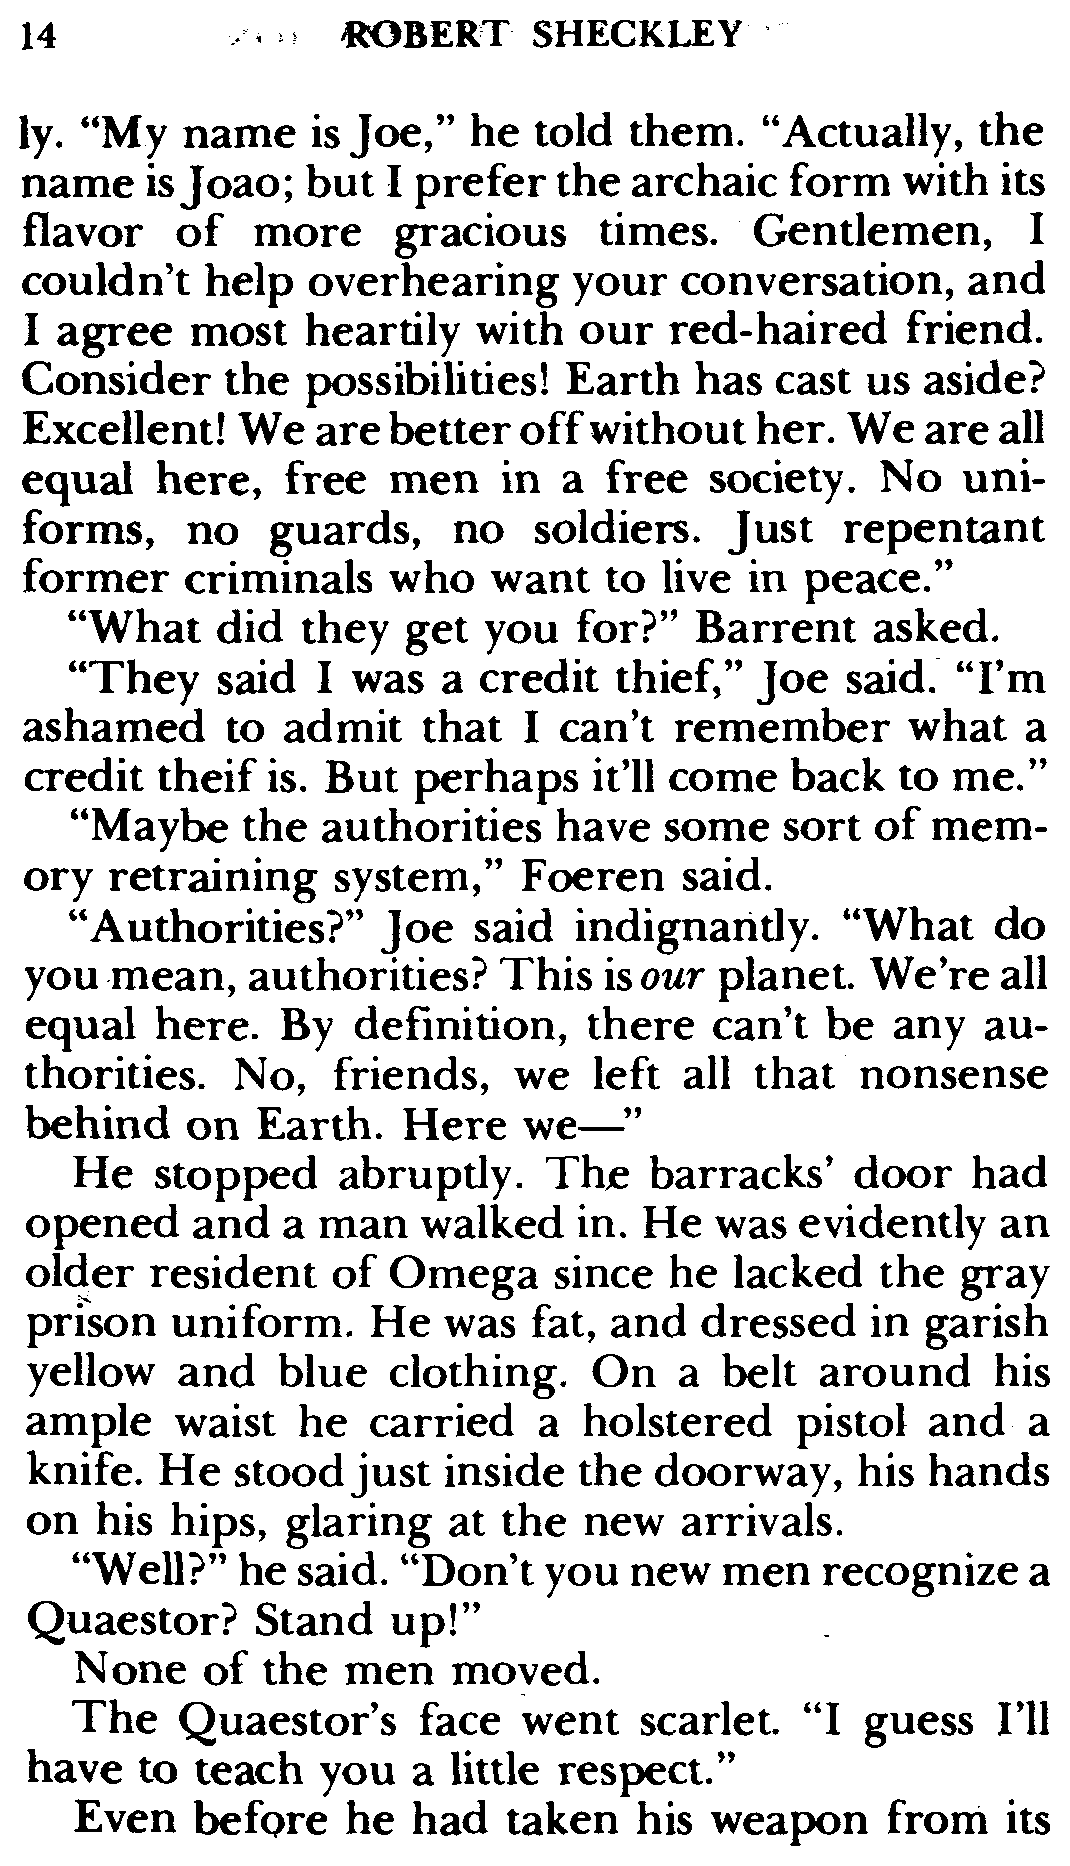 14 ROBERT SHECKLEY
ly. “My name is Joe,” he told them. “Actually, the
name is Joao; but I prefer the archaic form with its
flavor of more gracious times. Gentlemen, I
couldn’t help overhearing your conversation, and
I agree most heartily with our red-haired friend.
Consider the possibilities! Earth has cast us aside?
Excellent! We are better off without her. We are all
equal here, free men in a free society. No uni-
forms, no guards, no soldiers. Just repentant
former criminals who want to live in peace.”
“What did they get you for?” Barrent asked.
“They said I was a credit thief,” Joe said. “I’m
ashamed to admit that I can’t remember what a
credit theif is. But perhaps it’ll come back to me.”
“Maybe the authorities have some sort of mem-
ory retraining system,” Foeren said.
“Authorities?” Joe said indignantly. “What do
you mean, authorities? This is our planet. We’re all
equal here. By definition, there can’t be any au-
thorities. No, friends, we left all that nonsense
behind on Earth. Here we—”
He stopped abruptly. The barracks’ door had
opened and a man walked in. He was evidently an
older resident of Omega since he lacked the gray
prison uniform. He was fat, and dressed in garish
yellow and blue clothing. On a belt around his
ample waist he carried a holstered pistol and a
knife. He stood just inside the doorway, his hands
on his hips, glaring at the new arrivals.
“Well?” he said. “Don’t you new men recognize a
Quaestor? Stand up!”
None of the men moved.
The Quaestor’s face went scarlet. “I guess I’ll
have to teach you a little respect.”
Even before he had taken his weapon from its